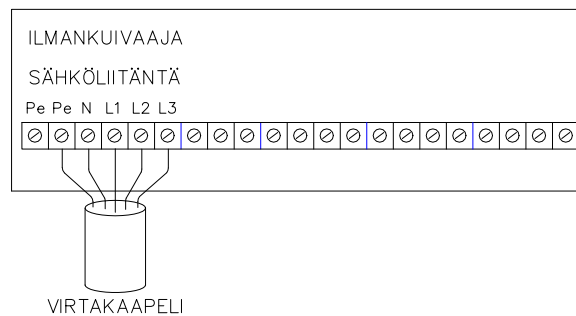 ILMANKUIVAAJA
SÄHKÖLIITÄNTÄ
Pe Pe N L1 L2 L3
VIRTAKAAPELI